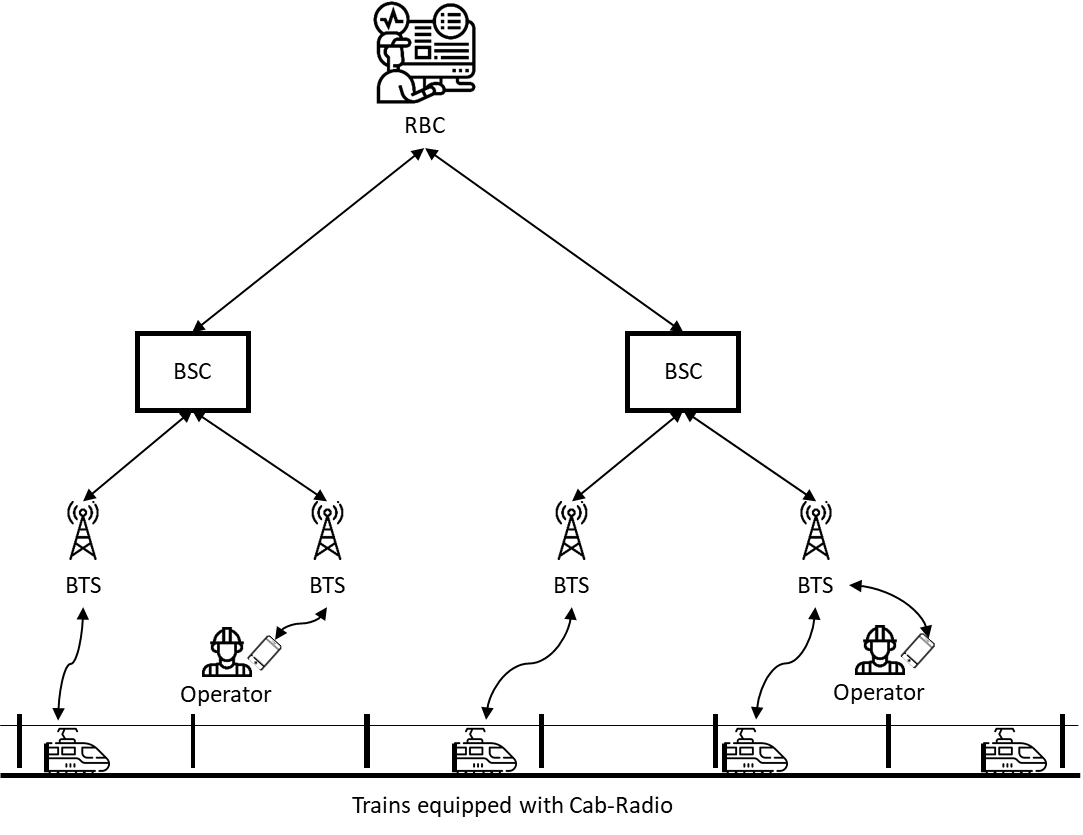 RBC
BSC
BSC
BTS
BTS
BTS
BTS
Operator
Operator
Trains equipped with Cab-Radio